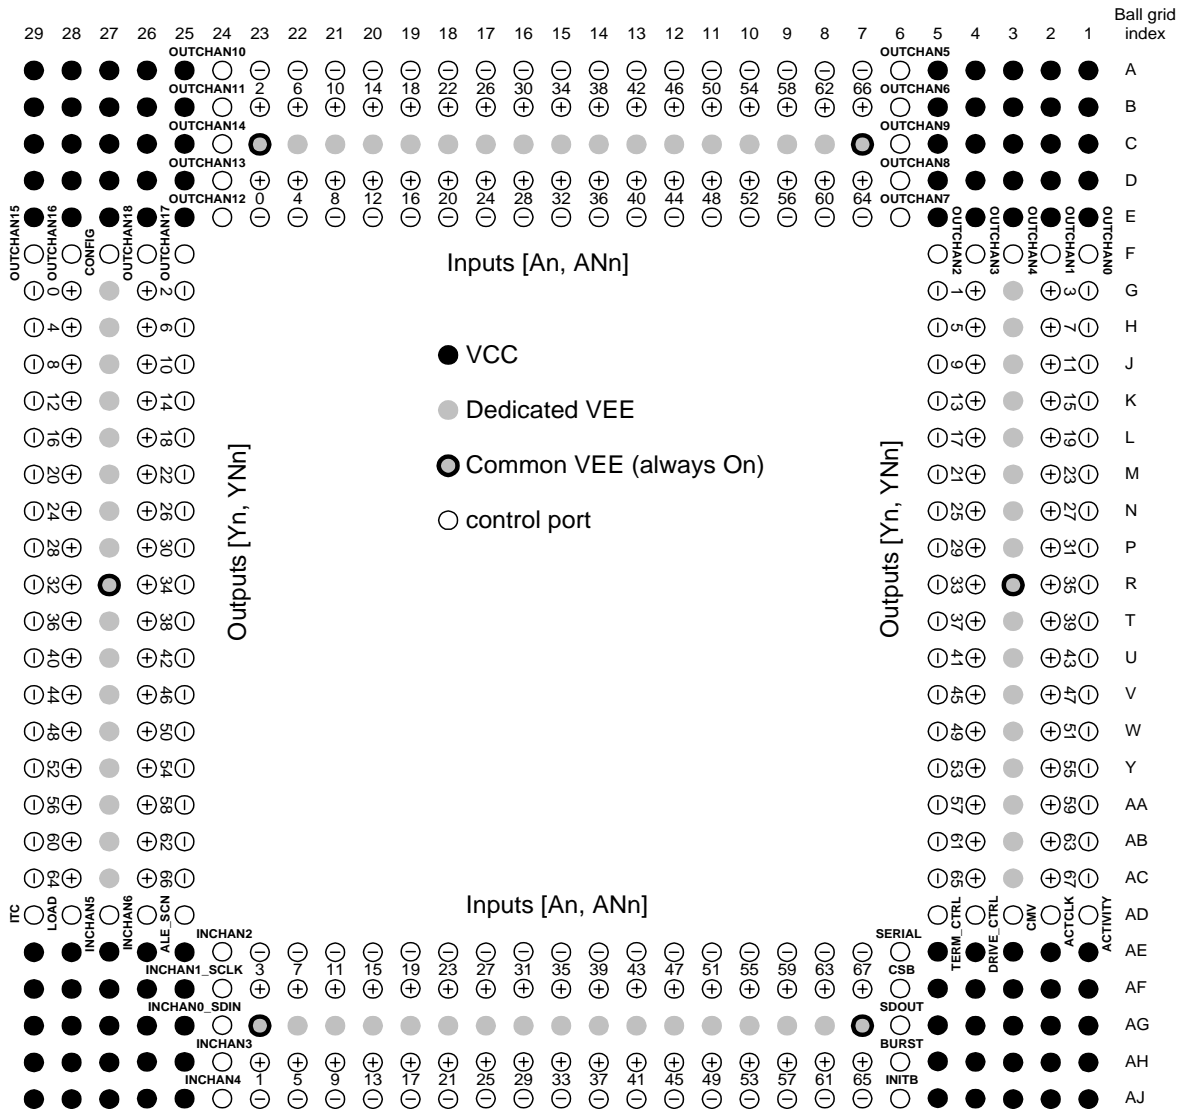 Ball grid
index
29 28 27 26 25 24 23 22 21 20 19 18 17 16 15 14 13 12 11 10 9 8 7 6 5 4 3 2 1
OUTCHAN10 OUTCHAN5
A
OUTCHAN11 2 6 10 14 18 22 26 30 34 38 42 46 50 54 58 62 66 OUTCHAN6
B
OUTCHAN14 OUTCHAN9
C
OUTCHAN13 OUTCHAN8
D
OUTCHAN12 0 4 8 12 16 20 24 28 32 36 40 44 48 52 56 60 64 OUTCHAN7
E
OUTCHAN15 OUTCHAN16 CONFIG OUTCHAN18 OUTCHAN17 OUTCHAN2 OUTCHAN3 OUTCHAN4 OUTCHAN1 OUTCHAN0
F
Inputs [An, ANn]
0 2 1 3 G
4 6 5 7 H
VCC
8 10 9 11 J
Dedicated VEE
12 14 13 15 K
16 18 17 19 L
Common VEE (always On)
20 22 21 23 M
24 26 25 27 N
control port
28 30 29 31 P
Outputs [Yn, YNn] Outputs [Yn, YNn]
32 34 33 35 R
36 38 37 39 T
40 42 41 43 U
44 46 45 47 V
48 50 49 51 W
52 54 53 55 Y
56 58 57 59 AA
60 62 61 63 AB
64 66 65 67 AC
Inputs [An, ANn]
ITC LOAD INCHAN5 INCHAN6 ALE_SCN TERM_CTRL DRIVE_CTRL CMV ACTCLK ACTIVITY
AD
INCHAN2 SERIAL
AE
INCHAN1_SCLK 3 7 11 15 19 23 27 31 35 39 43 47 51 55 59 63 67 CSB
AF
INCHAN0_SDIN SDOUT
AG
INCHAN3 BURST
AH
INCHAN4 1 5 9 13 17 21 25 29 33 37 41 45 49 53 57 61 65 INITB
AJ